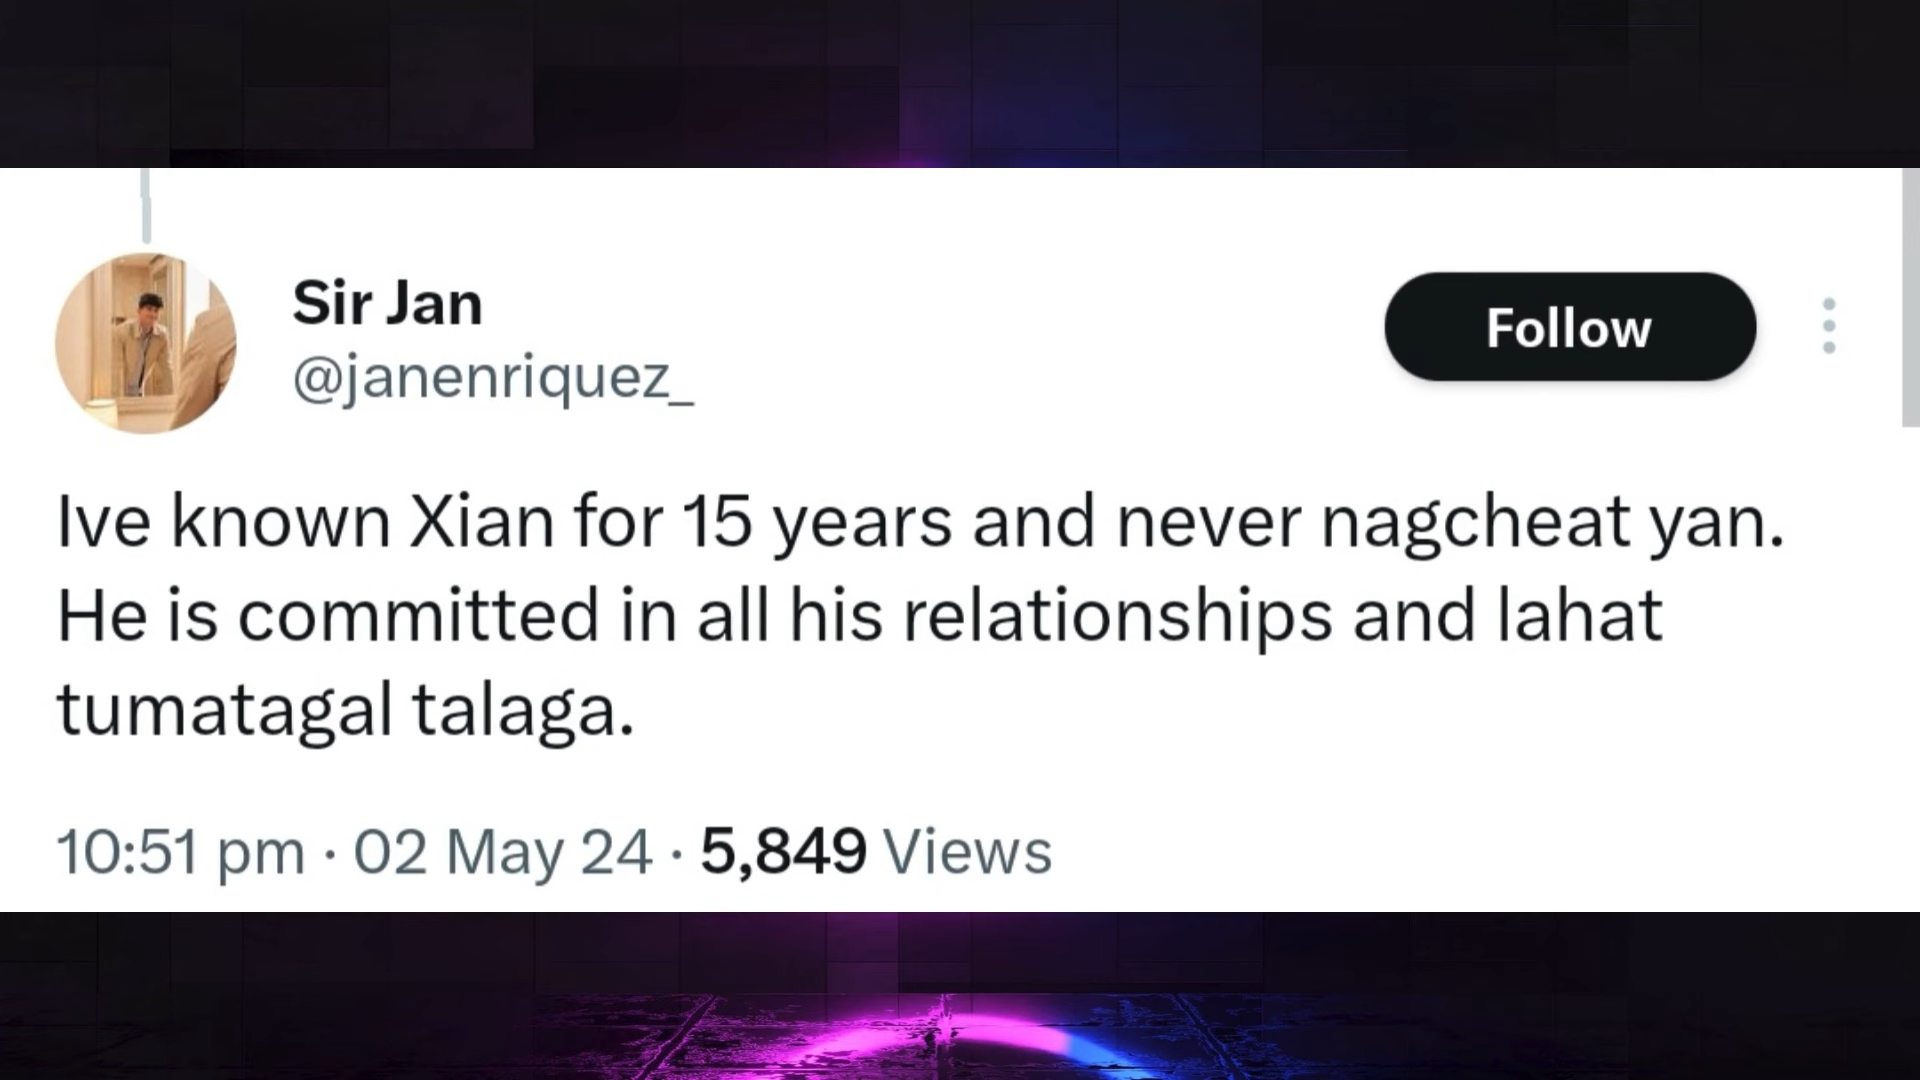 Sir Jan
@janenriquez_
Follow
Ive known Xian for 15 years and never nagcheat yan.
He is committed in all his relationships and lahat
tumatagal talaga.
10:51 pm · 02 May 24 · 5,849 Views